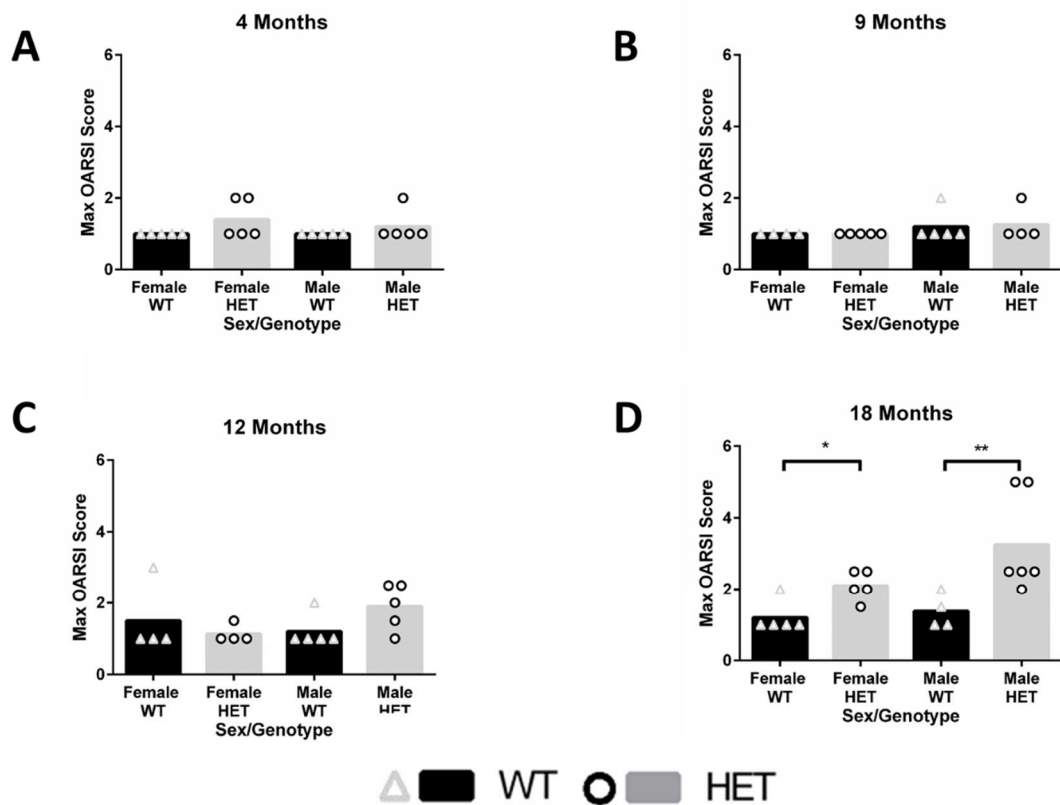 A
4 Months
Max OARSI Score
6
4
2
0
Female WT
Female HET
Male WT
Male HET
Sex/Genotype
B
9 Months
Max OARSI Score
6
4
2
0
Female WT
Female HET
Male WT
Male HET
Sex/Genotype
C
12 Months
Max OARSI Score
6
4
2
0
Female WT
Female HET
Male WT
Male HET
Sex/Genotype
D
18 Months
Max OARSI Score
6
4
2
0
*
**
Female WT
Female HET
Male WT
Male HET
Sex/Genotype
WT
HET